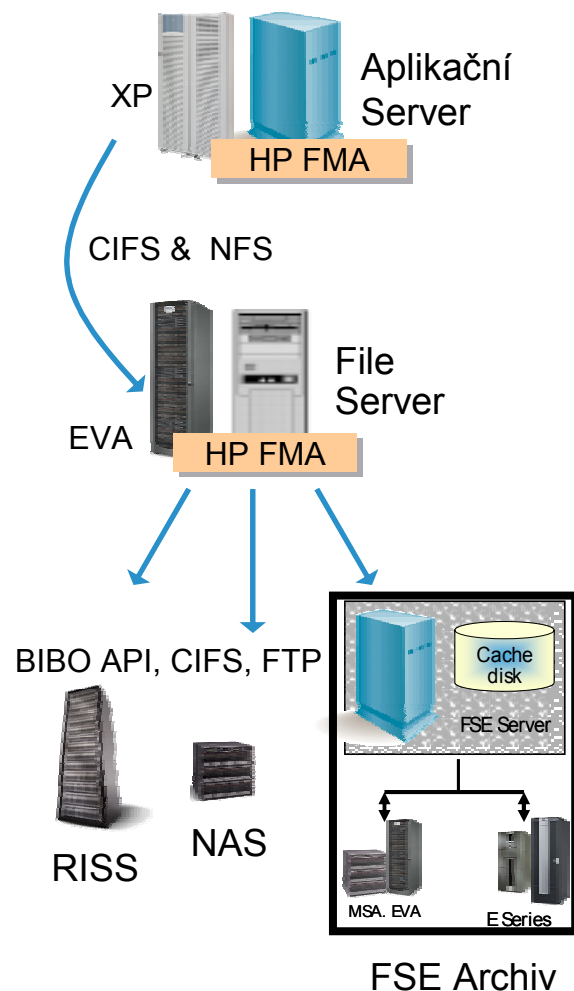 XP
Aplikační
Server
HP FMA
CIFS & NFS
EVA
File
Server
HP FMA
BIBO API, CIFS, FTP
RISS
NAS
Cache
disk
FSE Server
MSA. EVA
E Series
FSE Archiv